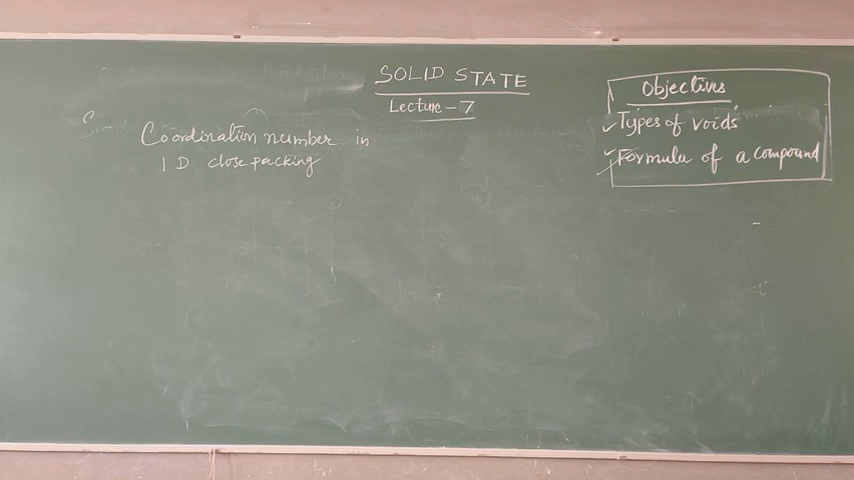 SOLID STATE
Lecture-7
Coordination number in
1 D close packing
Objectives
Types of voids
Formula of a compound